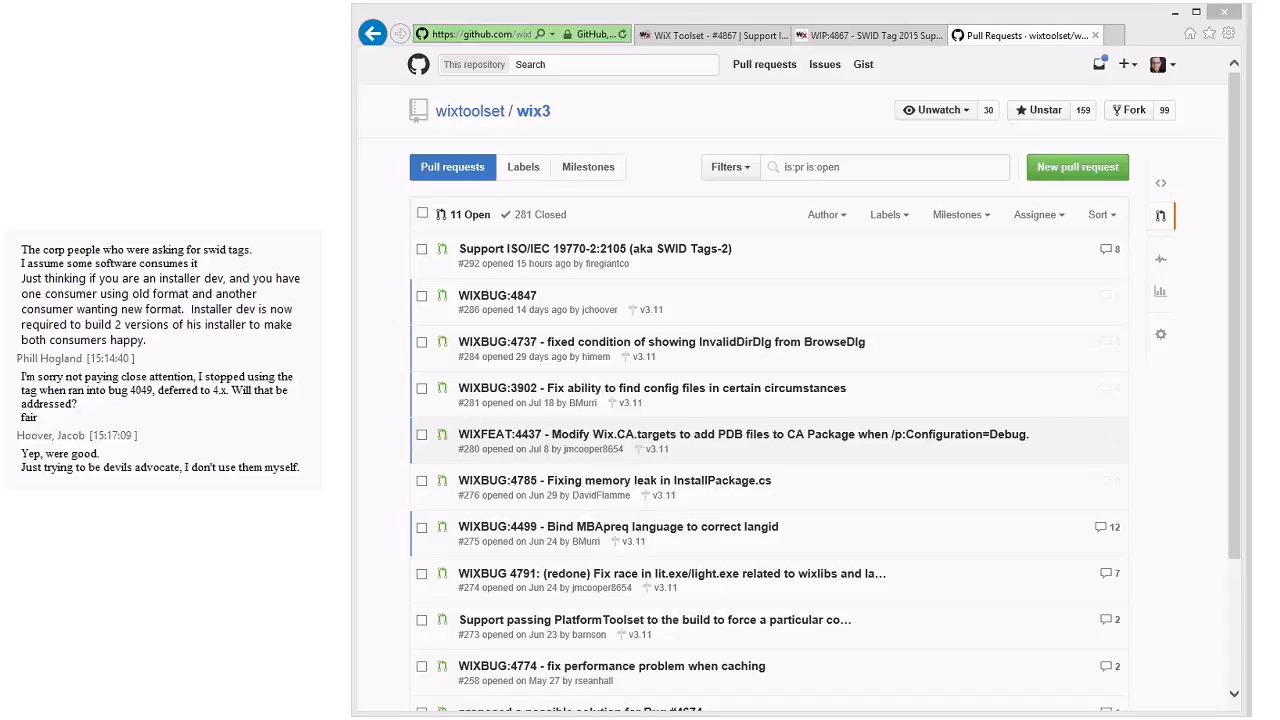 The corp people who were asking for swid tags.
I assume some software consumes it
Just thinking if you are an installer dev, and you have
one consumer using old format and another
consumer wanting new format.  Installer dev is now
required to build 2 versions of his installer to make
both consumers happy.
Phill Hogland [15:14:40 ]
I'm sorry not paying close attention, I stopped using the
tag when ran into bug 4049, deferred to 4.x. Will that be
addressed?
fair
Hoover, Jacob [15:17:09 ]
Yep, were good.
Just trying to be devils advocate, I don't use them myself.
https://github.com/wix GitHub,... WiX Toolset - #4867 | Support I... WIP:4867 - SWID Tag 2015 Sup... Pull Requests · wixtoolset/w...
This repository Search Pull requests Issues Gist
wixtoolset / wix3 Unwatch 30 Unstar 159 Fork 99
Pull requests Labels Milestones Filters is:pr is:open New pull request
11 Open 281 Closed Author Labels Milestones Assignee Sort
Support ISO/IEC 19770-2:2105 (aka SWID Tags-2) 8
#292 opened 15 hours ago by firegiantco
WIXBUG:4847
#286 opened 14 days ago by jchoover v3.11
WIXBUG:4737 - fixed condition of showing InvalidDirDlg from BrowseDlg
#284 opened 29 days ago by himem v3.11
WIXBUG:3902 - Fix ability to find config files in certain circumstances
#281 opened on Jul 18 by BMurri v3.11
WIXFEAT:4437 - Modify Wix.CA.targets to add PDB files to CA Package when /p:Configuration=Debug.
#280 opened on Jul 8 by jmcooper8654 v3.11
WIXBUG:4785 - Fixing memory leak in InstallPackage.cs
#276 opened on Jun 29 by DavidFlamme v3.11
WIXBUG:4499 - Bind MBApreq language to correct langid 12
#275 opened on Jun 24 by BMurri v3.11
WIXBUG 4791: (redone) Fix race in lit.exe/light.exe related to wixlibs and la... 7
#274 opened on Jun 24 by jmcooper8654 v3.11
Support passing PlatformToolset to the build to force a particular co... 2
#273 opened on Jun 23 by barnson v3.11
WIXBUG:4774 - fix performance problem when caching 2
#258 opened on May 27 by rseanhall
proposed a possible solution for Bug #4674